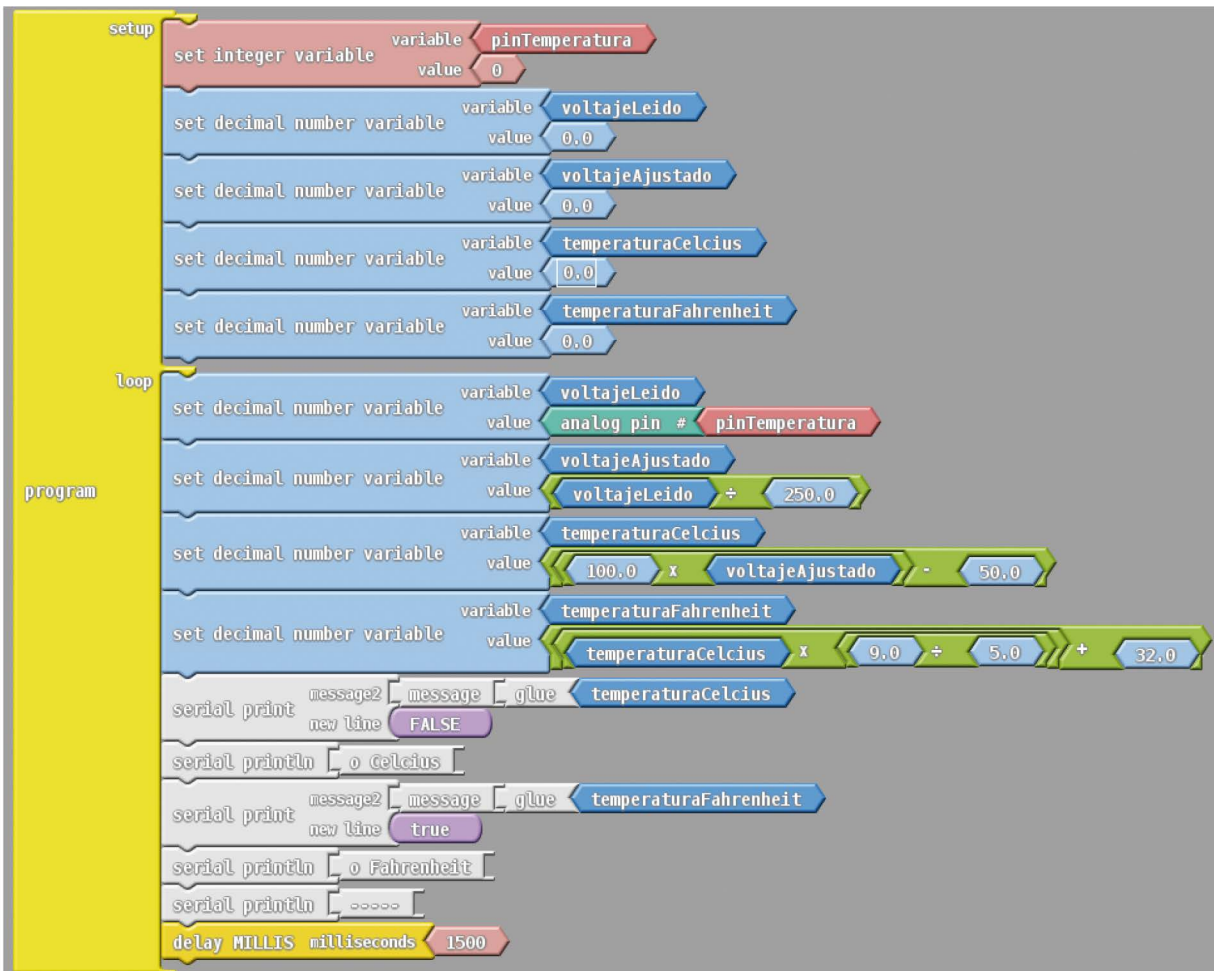 setup
set integer variable variable pinTemperatura
value 0
set decimal number variable variable voltajeLeido
value 0.0
set decimal number variable variable voltajeAjustado
value 0.0
set decimal number variable variable temperaturaCelcius
value 0.0
set decimal number variable variable temperaturaFahrenheit
value 0.0
loop
set decimal number variable variable voltajeLeido
value analog pin # pinTemperatura
program
set decimal number variable variable voltajeAjustado
value voltajeLeido ÷ 250.0
set decimal number variable variable temperaturaCelcius
value 100.0 x voltajeAjustado - 50.0
set decimal number variable variable temperaturaFahrenheit
value temperaturaCelcius x 9.0 ÷ 5.0 + 32.0
serial print message2 message glue temperaturaCelcius
new line FALSE
serial println o Celcius
serial print message2 message glue temperaturaFahrenheit
new line true
serial println o Fahrenheit
serial println -----
delay MILLIS milliseconds 1500